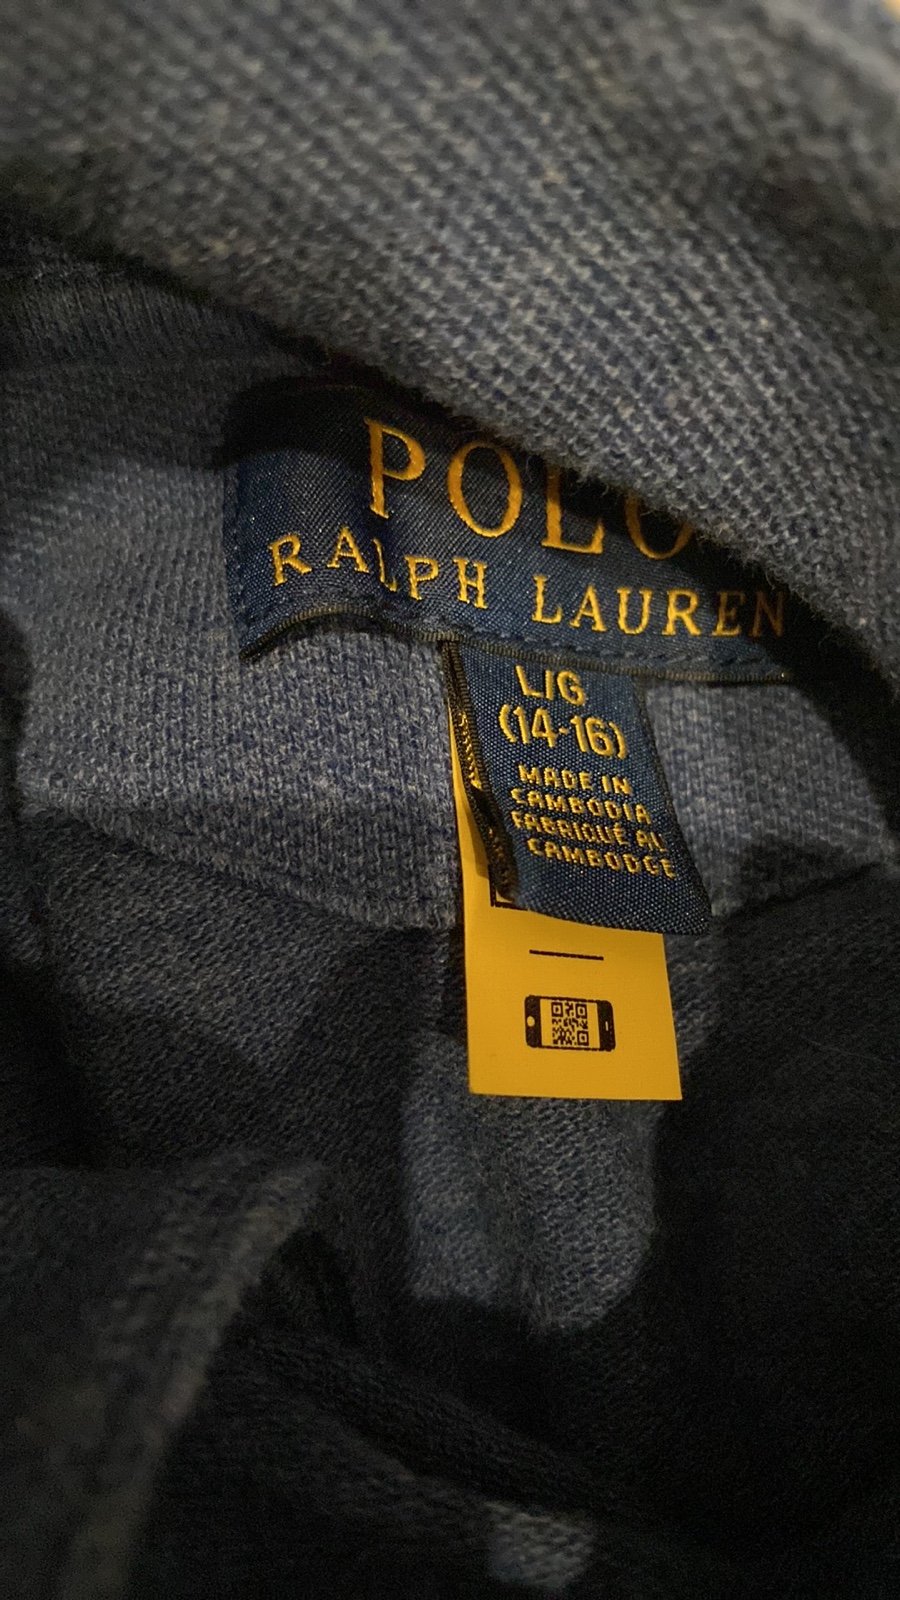 POLO
RALPH LAUREN
L/G
(14-16)
MADE IN
CAMBODIA
FABRIQUÉ AU
CAMBODGE